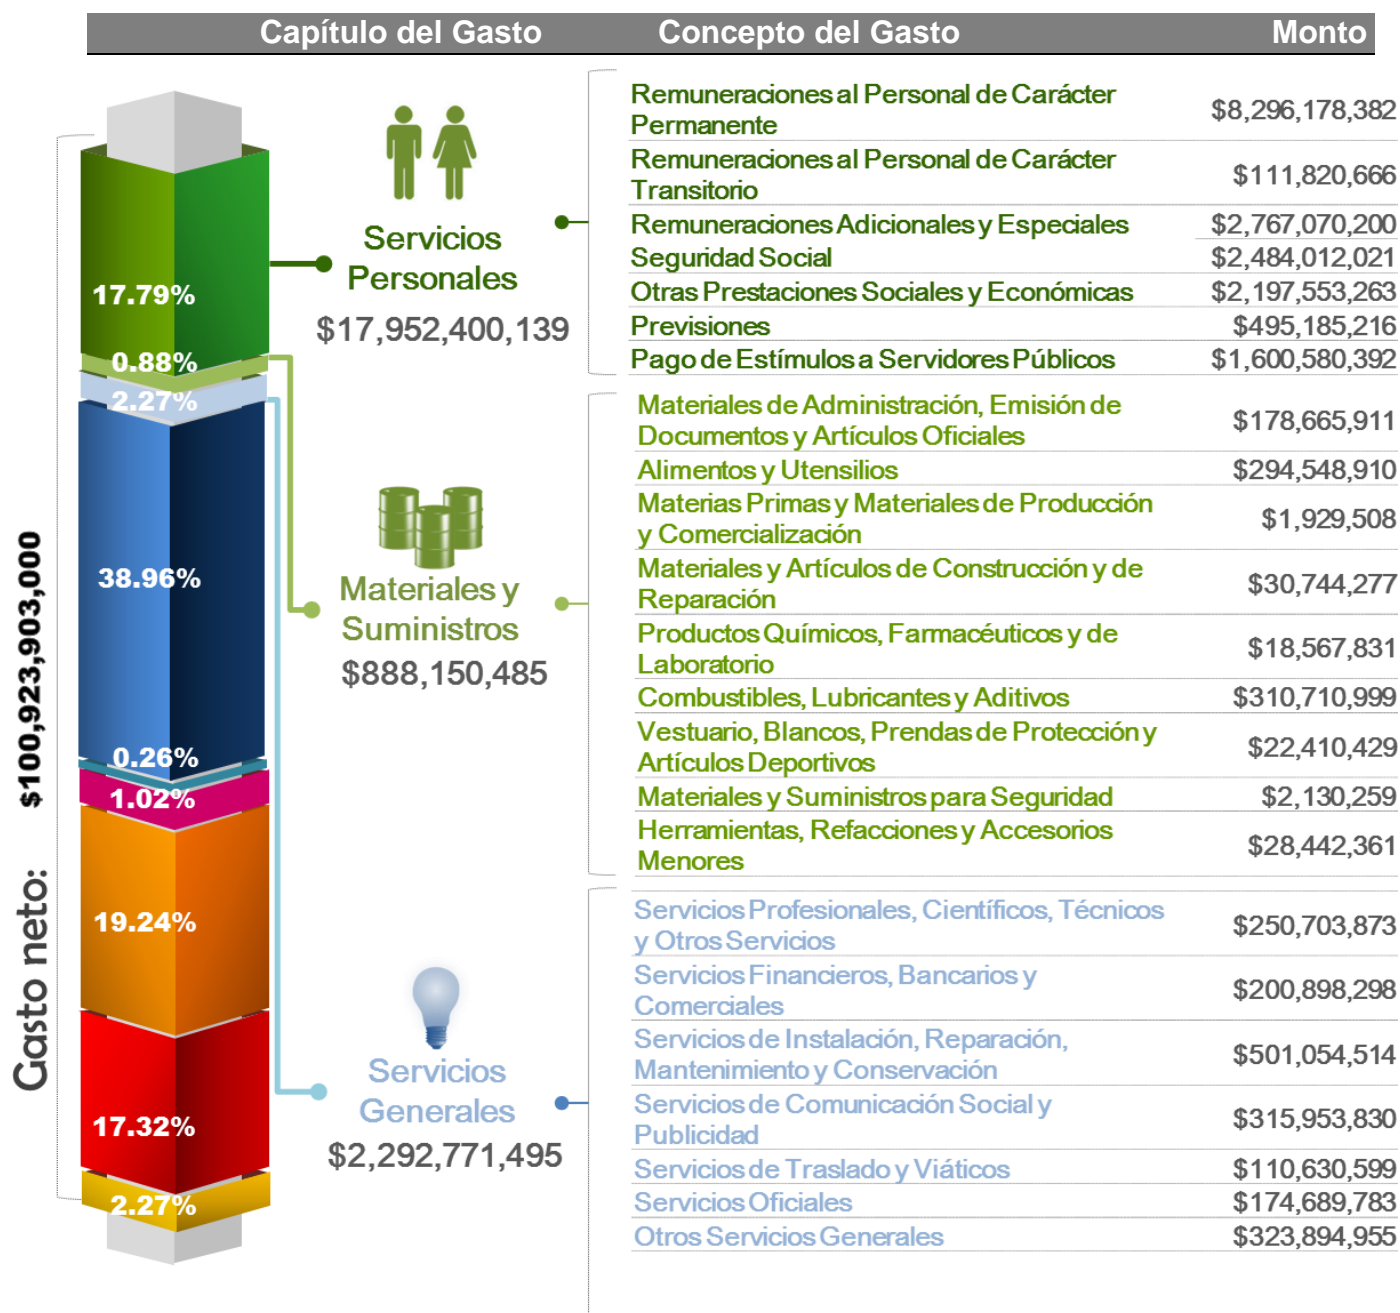 Capítulo del Gasto Concepto del Gasto Monto
Gasto neto: $100,923,903,000
17.79%
0.88%
2.27%
38.96%
0.26%
1.02%
19.24%
17.32%
2.27%
Servicios
Personales
$17,952,400,139
Remuneraciones al Personal de Carácter
Permanente
$8,296,178,382
Remuneraciones al Personal de Carácter
Transitorio
$111,820,666
Remuneraciones Adicionales y Especiales $2,767,070,200
Seguridad Social $2,484,012,021
Otras Prestaciones Sociales y Económicas $2,197,553,263
Previsiones $495,185,216
Pago de Estímulos a Servidores Públicos $1,600,580,392
Materiales y
Suministros
$888,150,485
Materiales de Administración, Emisión de
Documentos y Artículos Oficiales
$178,665,911
Alimentos y Utensilios $294,548,910
Materias Primas y Materiales de Producción
y Comercialización
$1,929,508
Materiales y Artículos de Construcción y de
Reparación
$30,744,277
Productos Químicos, Farmacéuticos y de
Laboratorio
$18,567,831
Combustibles, Lubricantes y Aditivos $310,710,999
Vestuario, Blancos, Prendas de Protección y
Artículos Deportivos
$22,410,429
Materiales y Suministros para Seguridad $2,130,259
Herramientas, Refacciones y Accesorios
Menores
$28,442,361
Servicios
Generales
$2,292,771,495
Servicios Profesionales, Científicos, Técnicos
y Otros Servicios
$250,703,873
Servicios Financieros, Bancarios y
Comerciales
$200,898,298
Servicios de Instalación, Reparación,
Mantenimiento y Conservación
$501,054,514
Servicios de Comunicación Social y
Publicidad
$315,953,830
Servicios de Traslado y Viáticos $110,630,599
Servicios Oficiales $174,689,783
Otros Servicios Generales $323,894,955